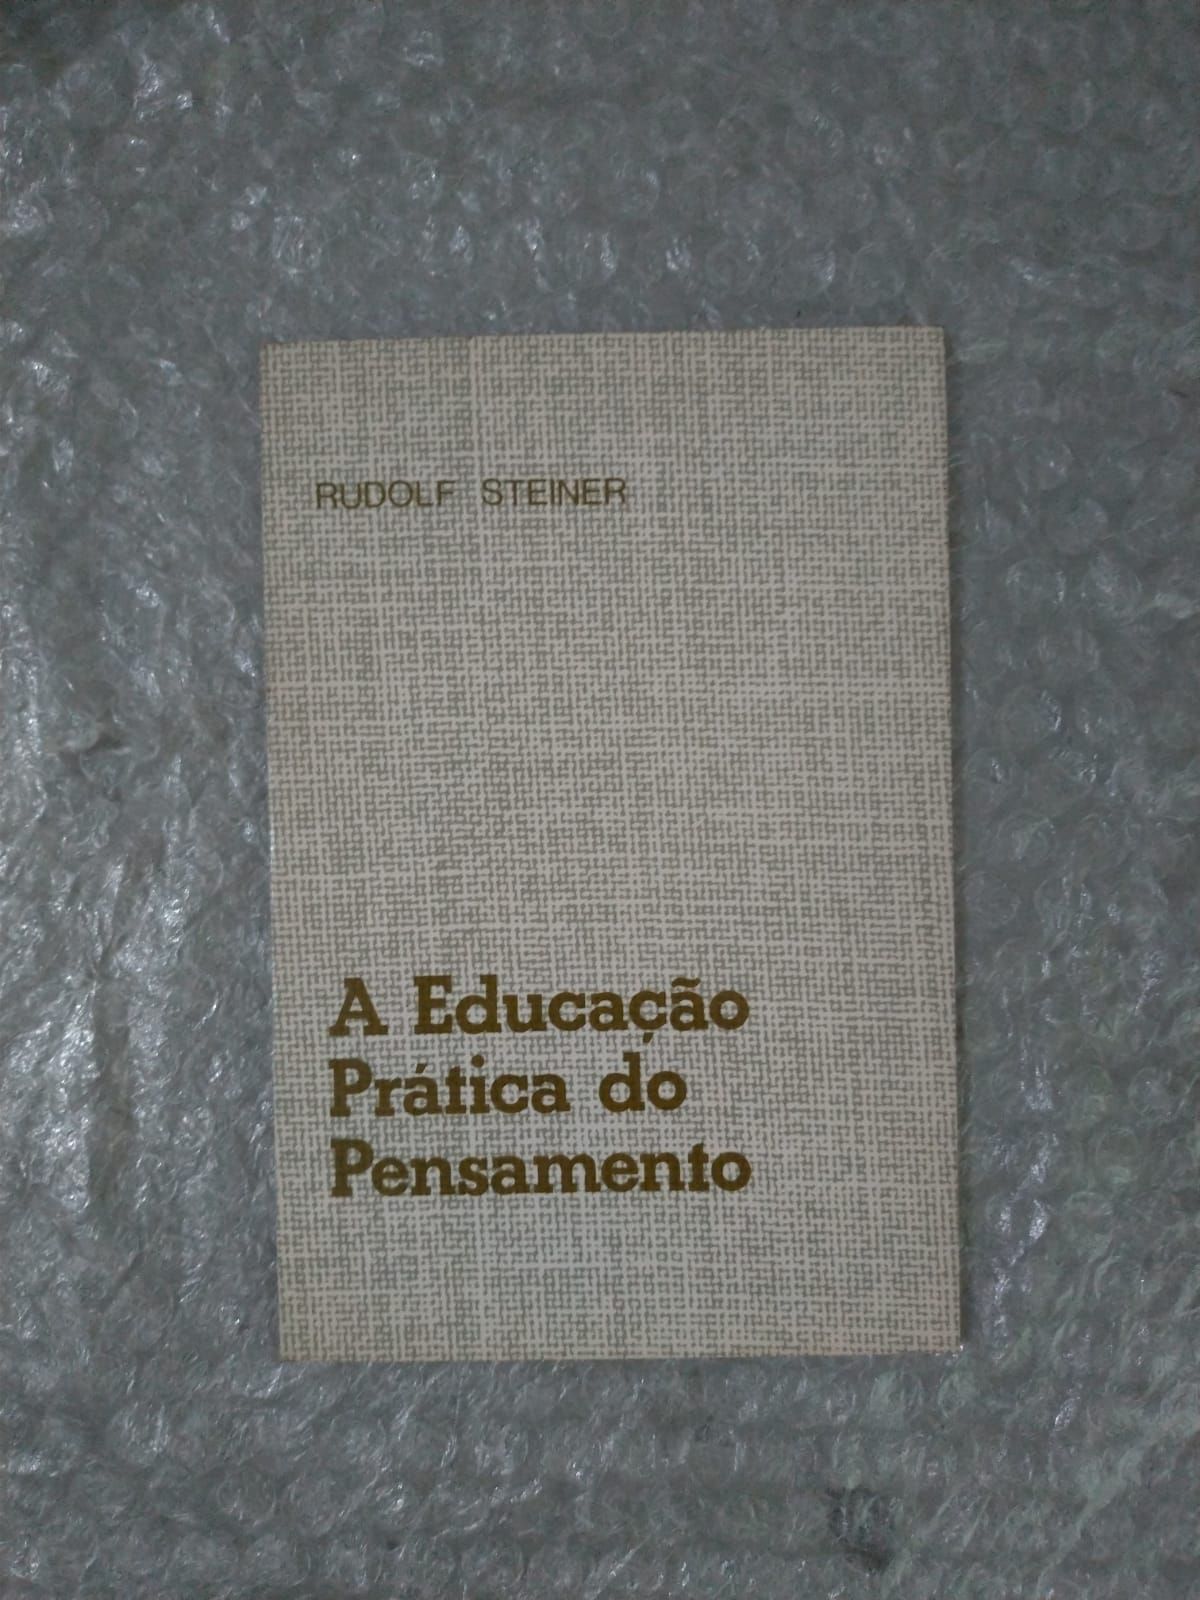 RUDOLF STEINER
A Educação
Prática do
Pensamento